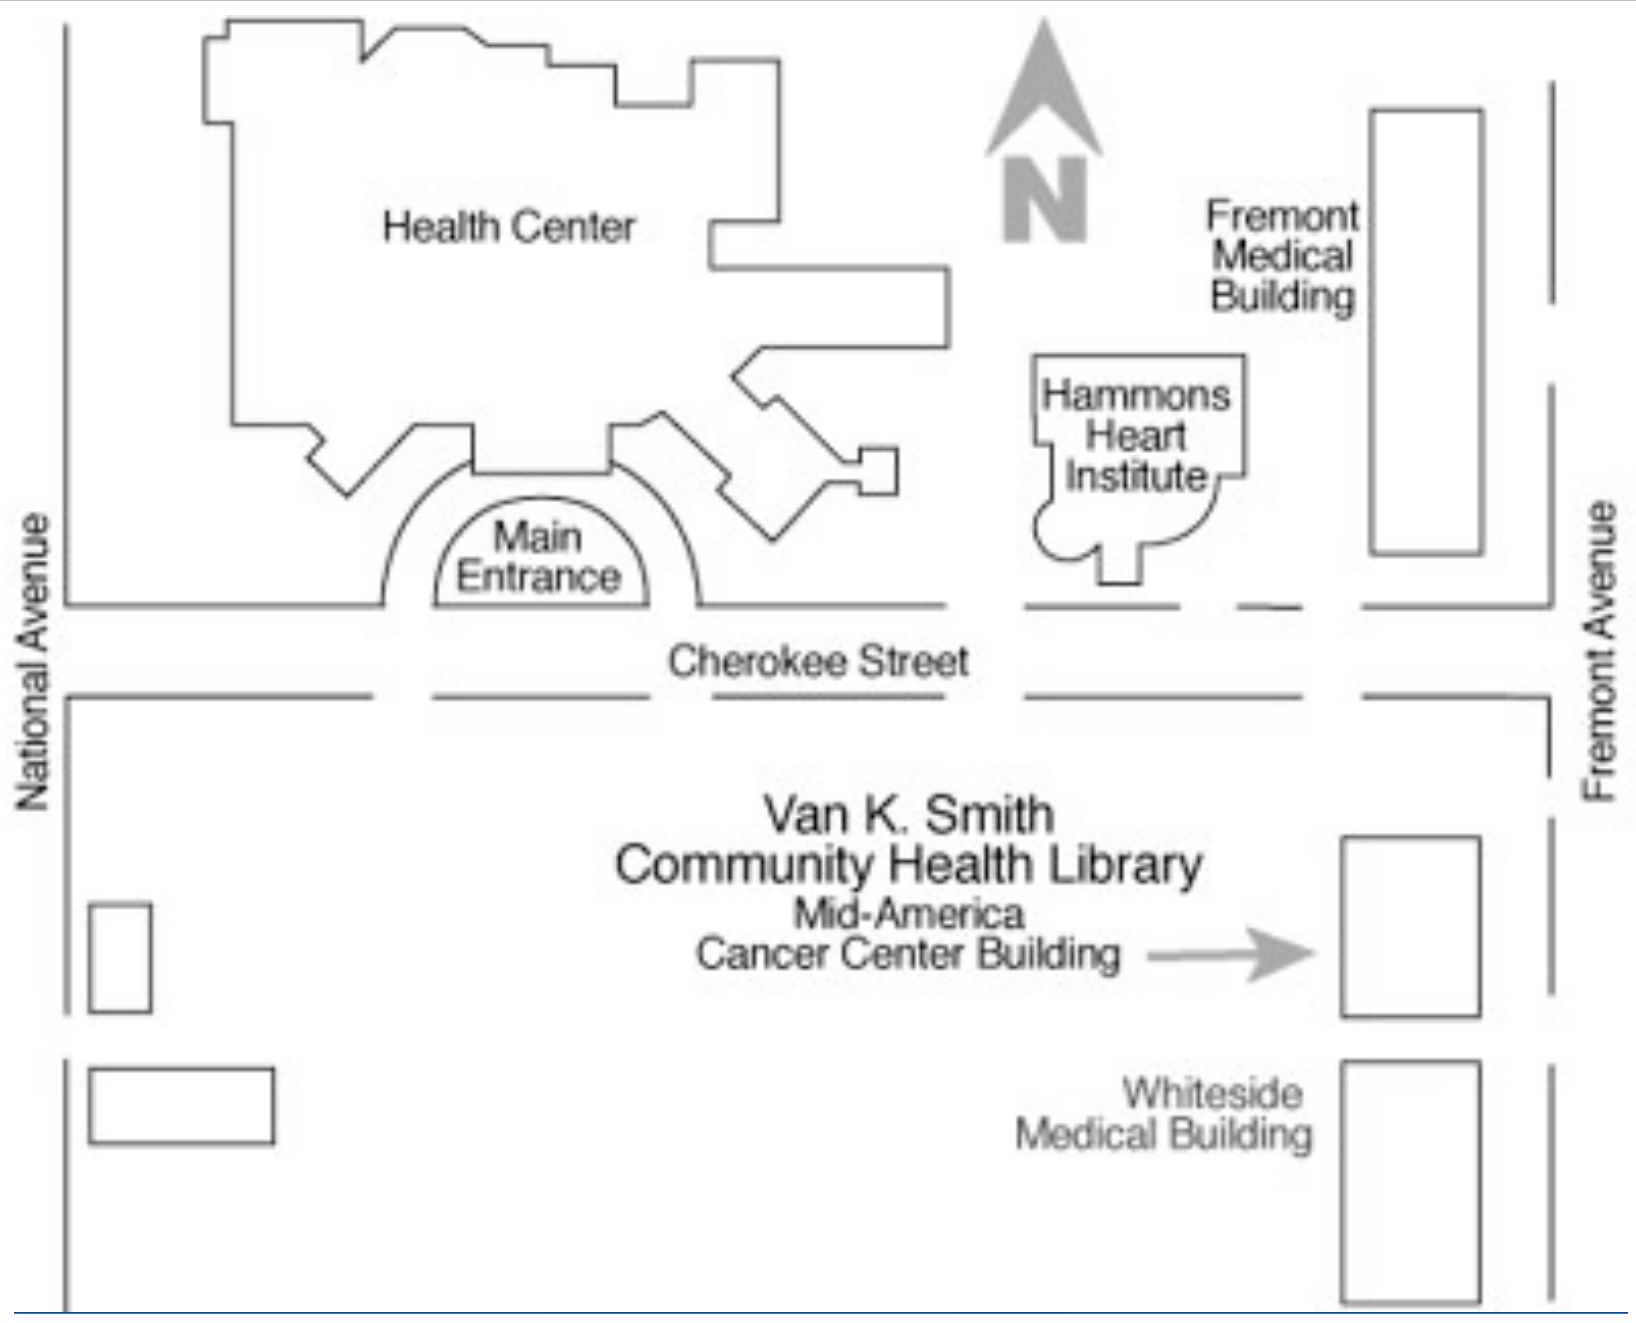 N
Health Center
Fremont
Medical
Building
Hammons
Heart
Institute
Main
Entrance
National Avenue
Cherokee Street
Fremont Avenue
Van K. Smith
Community Health Library
Mid-America
Cancer Center Building
Whiteside
Medical Building